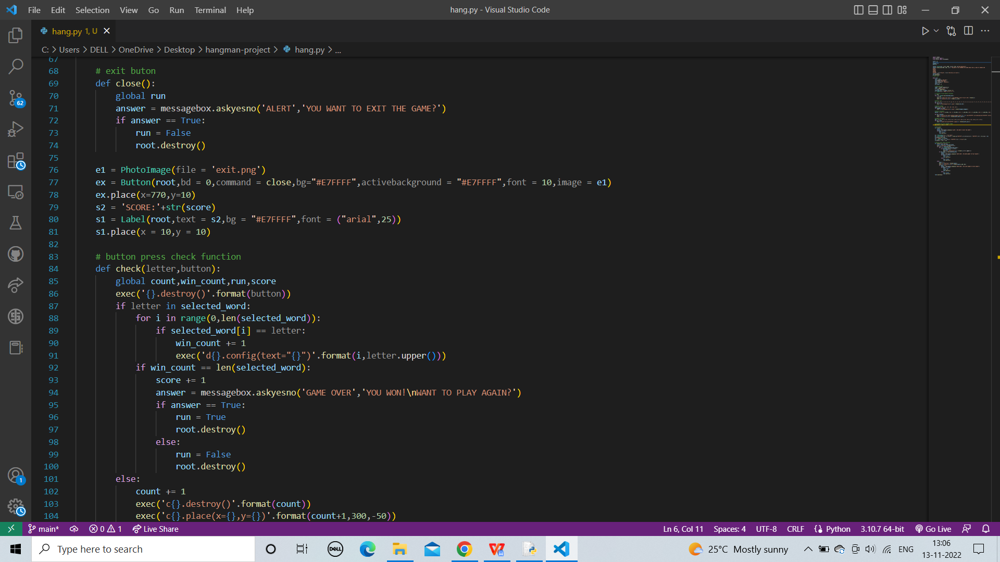 File Edit Selection View Go Run Terminal Help
hang.py - Visual Studio Code
hang.py 1, U
C: > Users > DELL > OneDrive > Desktop > hangman-project > hang.py > ...
67
68 # exit buton
69 def close():
70 global run
71 answer = messagebox.askyesno('ALERT','YOU WANT TO EXIT THE GAME?')
72 if answer == True:
73 run = False
74 root.destroy()
75
76 e1 = PhotoImage(file = 'exit.png')
77 ex = Button(root,bd = 0,command = close,bg="#E7FFFF",activebackground = "#E7FFFF",font = 10,image = e1)
78 ex.place(x=770,y=10)
79 s2 = 'SCORE:'+str(score)
80 s1 = Label(root,text = s2,bg = "#E7FFFF",font = ("arial",25))
81 s1.place(x = 10,y = 10)
82
83 # button press check function
84 def check(letter,button):
85 global count,win_count,run,score
86 exec('{}.destroy()'.format(button))
87 if letter in selected_word:
88 for i in range(0,len(selected_word)):
89 if selected_word[i] == letter:
90 win_count += 1
91 exec('d{}.config(text="{}")'.format(i,letter.upper()))
92 if win_count == len(selected_word):
93 score += 1
94 answer = messagebox.askyesno('GAME OVER','YOU WON!\nWANT TO PLAY AGAIN?')
95 if answer == True:
96 run = True
97 root.destroy()
98 else:
99 run = False
100 root.destroy()
101 else:
102 count += 1
103 exec('c{}.destroy()'.format(count))
104 exec('c{}.place(x={},y={})'.format(count+1,300,-50))
62
1
main* 0 1 Live Share
Ln 6, Col 11 Spaces: 4 UTF-8 CRLF Python 3.10.7 64-bit Go Live
Type here to search
DELL
25°C Mostly sunny
ENG
13:06
13-11-2022